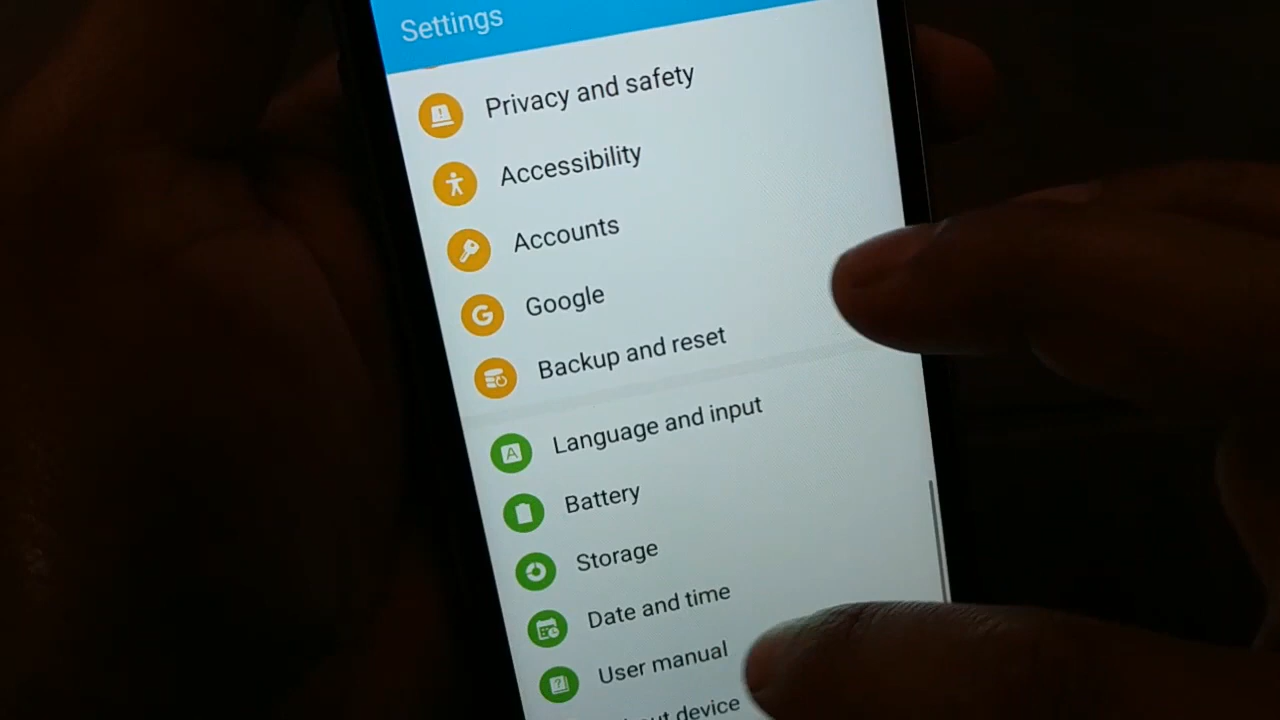 Settings
Privacy and safety
Accessibility
Accounts
Google
Backup and reset
Language and input
Battery
Storage
Date and time
User manual
device